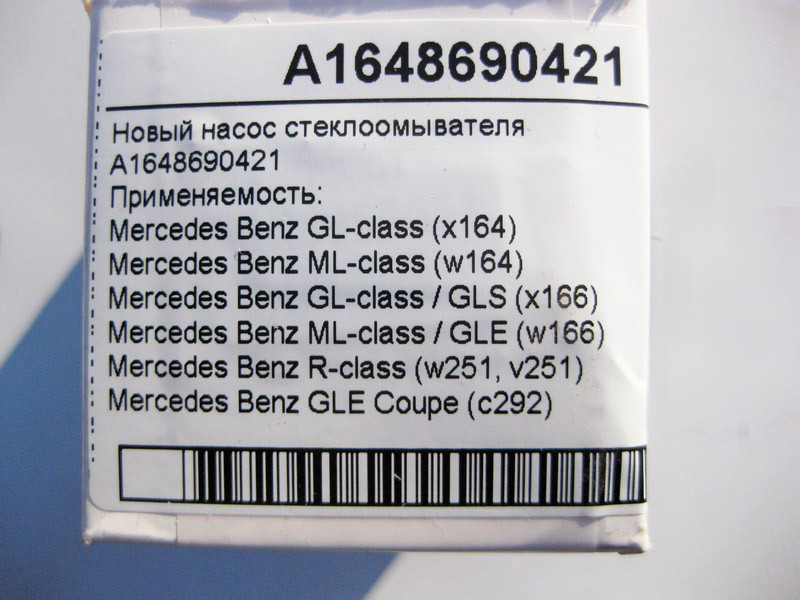 A1648690421
Новый насос стеклоомывателя
A1648690421
Применяемость:
Mercedes Benz GL-class (x164)
Mercedes Benz ML-class (w164)
Mercedes Benz GL-class / GLS (x166)
Mercedes Benz ML-class / GLE (w166)
Mercedes Benz R-class (w251, v251)
Mercedes Benz GLE Coupe (c292)